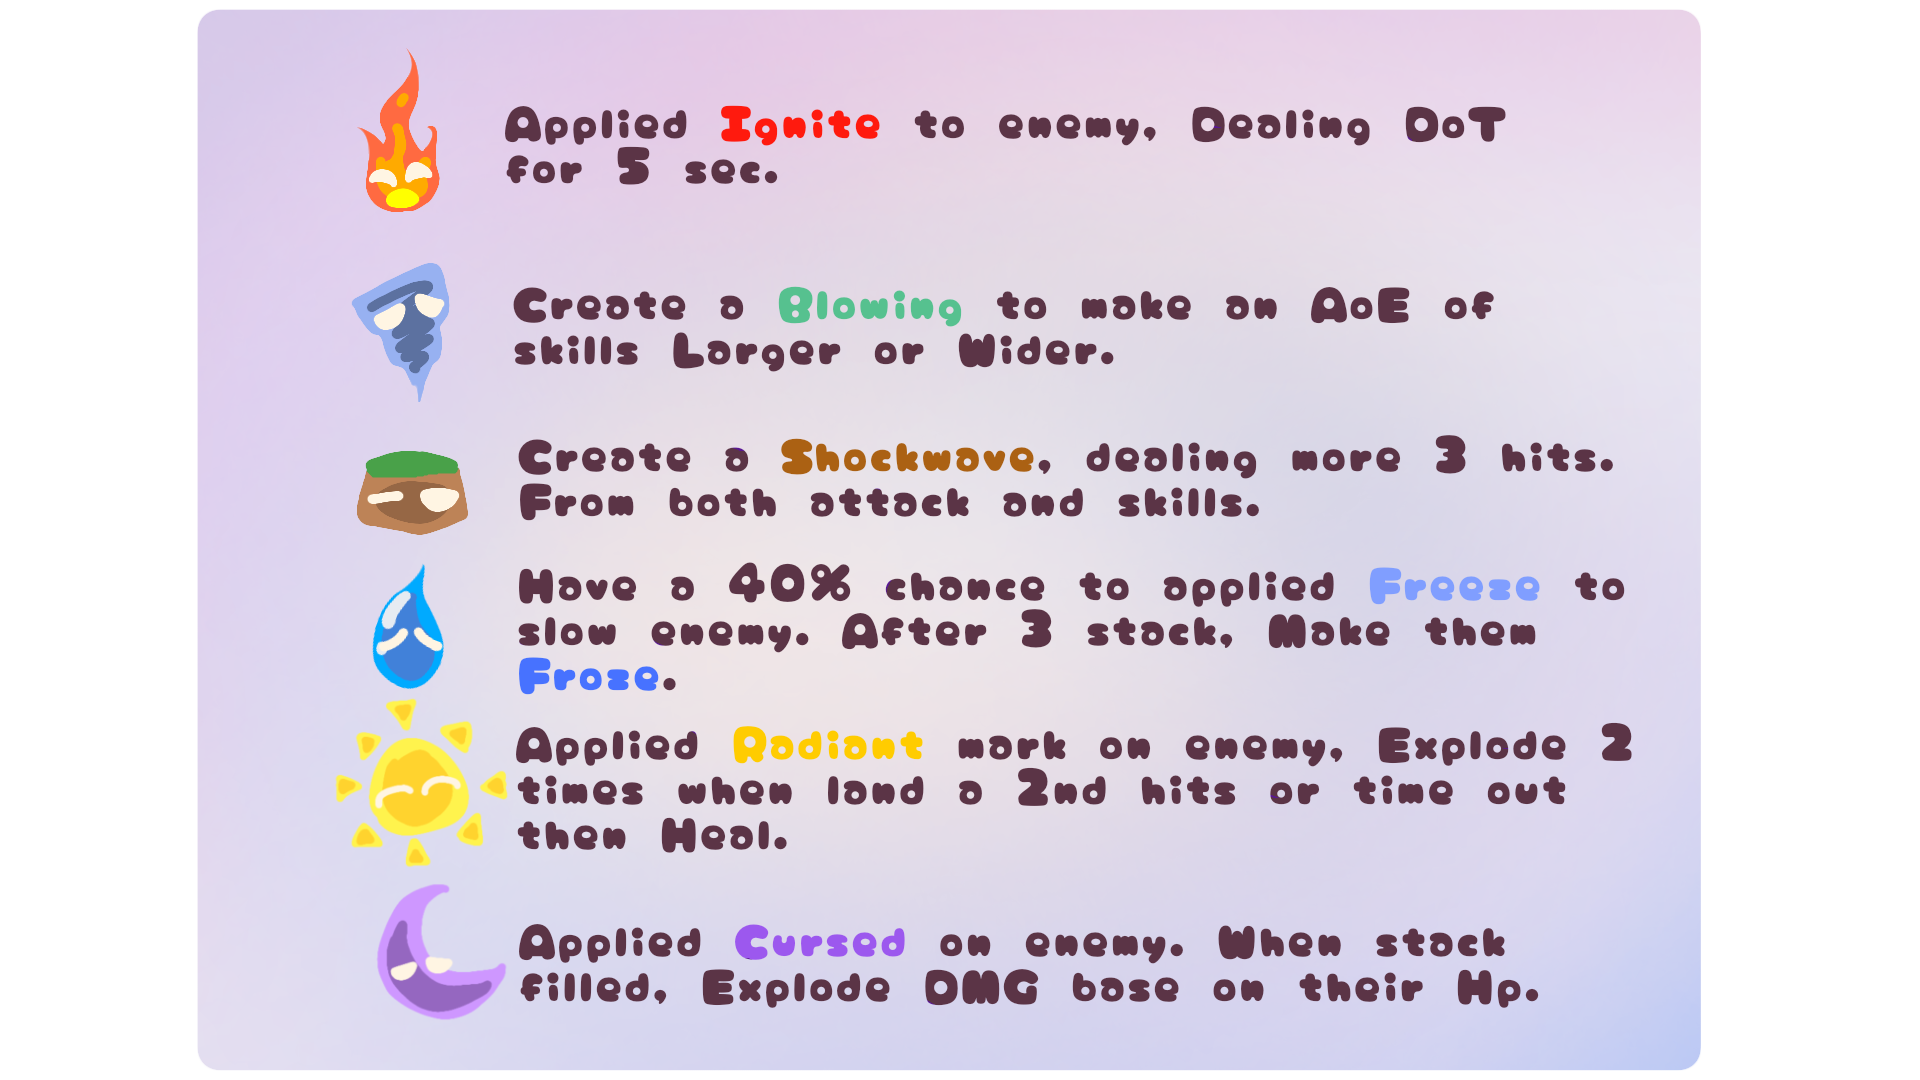 Applied Ignite to enemy, Dealing DoT
for 5 sec.
Create a Blowing to make an AoE of
skills Larger or Wider.
Create a Shockwave, dealing more 3 hits.
From both attack and skills.
Have a 40% chance to applied Freeze to
slow enemy. After 3 stack, Make them
Froze.
Applied Radiant mark on enemy, Explode 2
times when land a 2nd hits or time out
then Heal.
Applied Cursed on enemy. When stack
filled, Explode DMG base on their Hp.